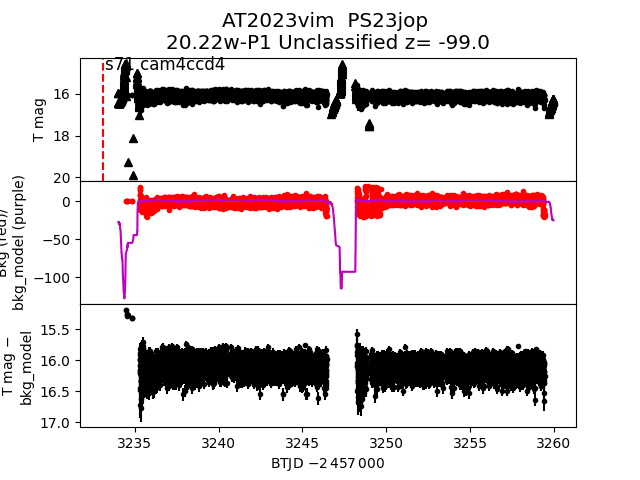 AT2023vim  PS23jop
20.22w-P1 Unclassified z= -99.0
s71 cam4ccd4
T mag
16
18
20
Bkg (red)/
bkg_model (purple)
0
−50
−100
T mag −
bkg_model
15.5
16.0
16.5
17.0
3235
3240
3245
3250
3255
3260
BTJD −2 457 000